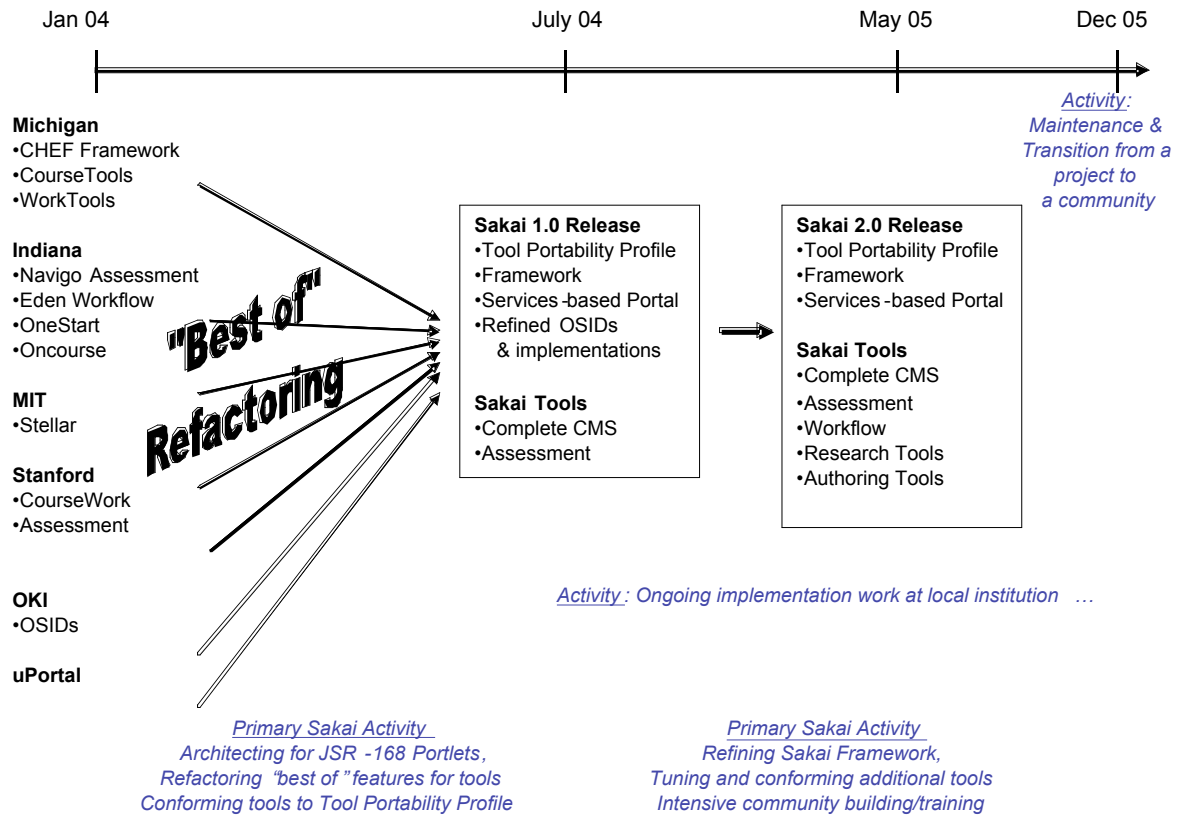 Jan 04
July 04
May 05
Dec 05
Activity:
Maintenance &
Transition from a
project to
a community
Michigan
•CHEF Framework
•CourseTools
•WorkTools
Indiana
•Navigo Assessment
•Eden Workflow
•OneStart
•Oncourse
MIT
•Stellar
Stanford
•CourseWork
•Assessment
OKI
•OSIDs
uPortal
"Best of"
Refactoring
Sakai 1.0 Release
•Tool Portability Profile
•Framework
•Services-based Portal
•Refined OSIDs
& implementations
Sakai Tools
•Complete CMS
•Assessment
Sakai 2.0 Release
•Tool Portability Profile
•Framework
•Services-based Portal
Sakai Tools
•Complete CMS
•Assessment
•Workflow
•Research Tools
•Authoring Tools
Activity: Ongoing implementation work at local institution …
Primary Sakai Activity
Architecting for JSR-168 Portlets,
Refactoring “best of” features for tools
Conforming tools to Tool Portability Profile
Primary Sakai Activity
Refining Sakai Framework,
Tuning and conforming additional tools
Intensive community building/training